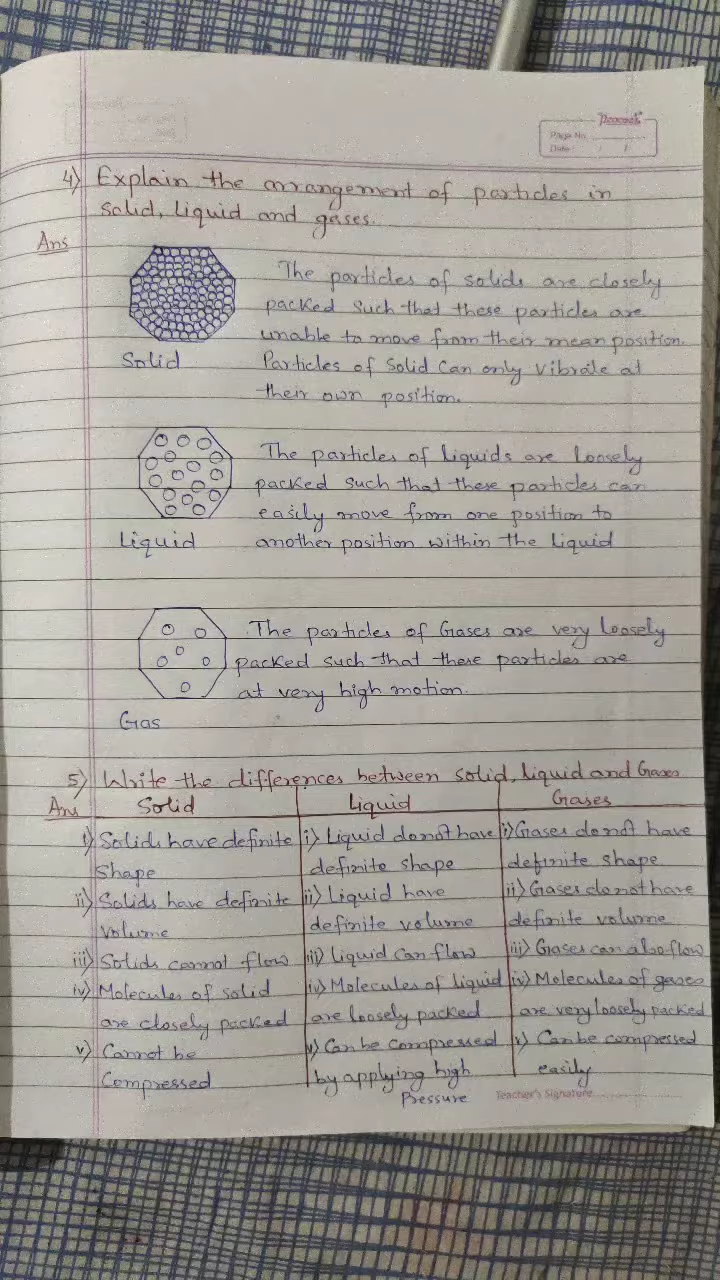 Peacock
Page No.
Date: / /
4) Explain the arrangement of particles in
solid, liquid and gases.
Ans
The particles of solids are closely
packed such that these particles are
unable to move from their mean position.
Solid
Particles of Solid can only vibrate at
their own position.
The particles of liquids are loosely
packed such that these particles can
easily move from one position to
Liquid
another position within the liquid
The particles of Gases are very loosely
packed such that these particles are
at very high motion.
Gas
5) Write the differences between solid, liquid and Gases
Ans
Solid
i) Solids have definite
Shape
ii) Solids have definite
volume
iii) Solids cannot flow
iv) Molecules of solid
are closely packed
v) Cannot be
Compressed
Liquid
i) Liquid do not have
definite shape
ii) Liquid have
definite volume
iii) Liquid can flow
iv) Molecules of liquid
are loosely packed
v) Can be compressed
by applying high
Pressure
Gases
i) Gases do not have
definite shape
ii) Gases do not have
definite volume
iii) Gases can also flow
iv) Molecules of gases
are very loosely packed
v) Can be compressed
easily
Teacher's Signature